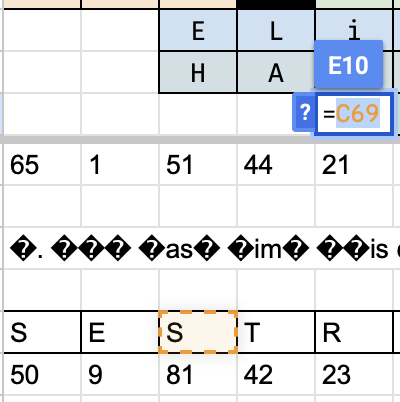 E L i
H A E10
? =C69
65 1 51 44 21
�. ��� �as� �im� ��is
S E S T R
50 9 81 42 23